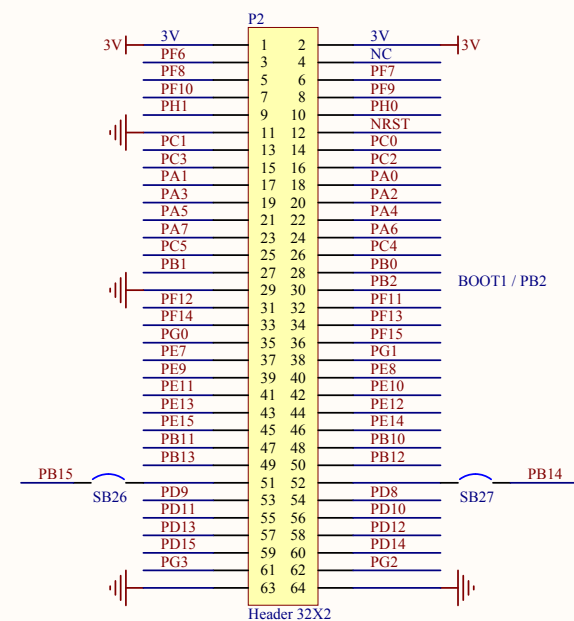 P2
3V 3V 1 2 3V 3V
PF6 3 4 NC
PF8 5 6 PF7
PF10 7 8 PF9
PH1 9 10 PH0
11 12 NRST
PC1 13 14 PC0
PC3 15 16 PC2
PA1 17 18 PA0
PA3 19 20 PA2
PA5 21 22 PA4
PA7 23 24 PA6
PC5 25 26 PC4
PB1 27 28 PB0
29 30 PB2 BOOT1 / PB2
PF12 31 32 PF11
PF14 33 34 PF13
PG0 35 36 PF15
PE7 37 38 PG1
PE9 39 40 PE8
PE11 41 42 PE10
PE13 43 44 PE12
PE15 45 46 PE14
PB11 47 48 PB10
PB13 49 50 PB12
PB15 SB26 51 52 SB27 PB14
PD9 53 54 PD8
PD11 55 56 PD10
PD13 57 58 PD12
PD15 59 60 PD14
PG3 61 62 PG2
63 64
Header 32X2